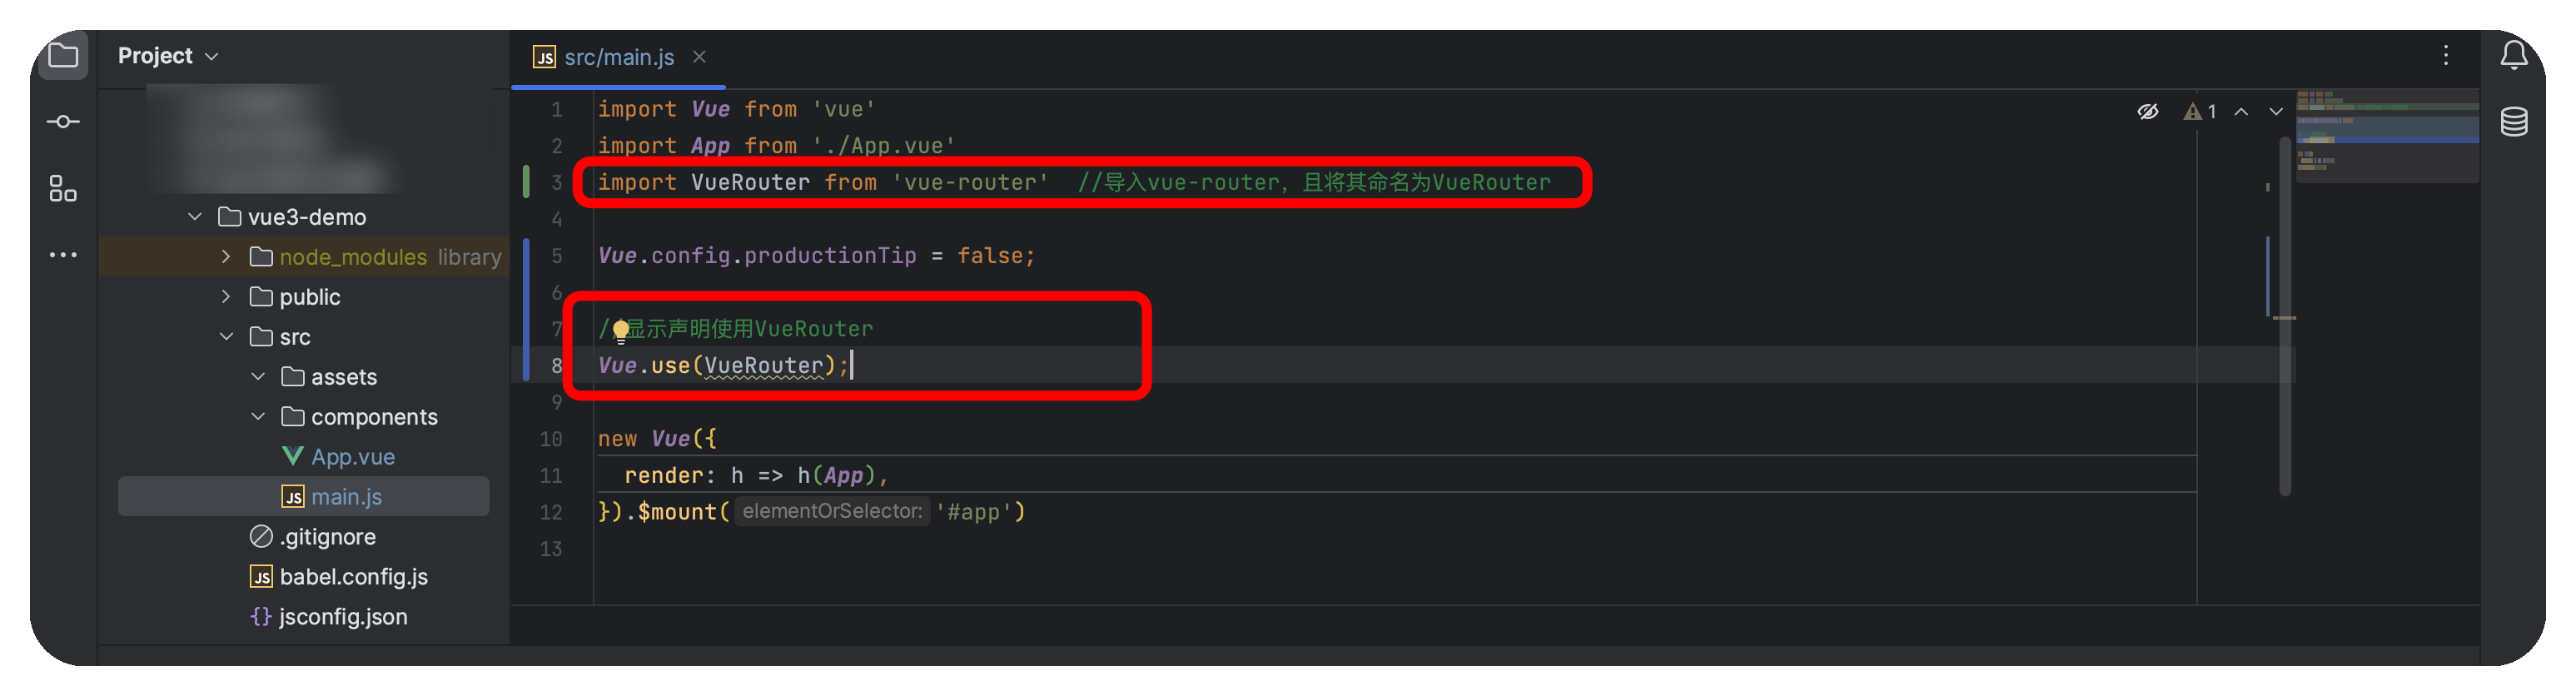 Project
vue3-demo
node_modules library
public
src
assets
components
App.vue
main.js
.gitignore
babel.config.js
jsconfig.json
src/main.js
1
1 import Vue from 'vue'
2 import App from './App.vue'
3 import VueRouter from 'vue-router' //导入vue-router，且将其命名为VueRouter
4
5 Vue.config.productionTip = false;
6
7 /显示声明使用VueRouter
8 Vue.use(VueRouter);
9
10 new Vue({
11 render: h => h(App),
12 }).$mount( elementOrSelector: '#app')
13